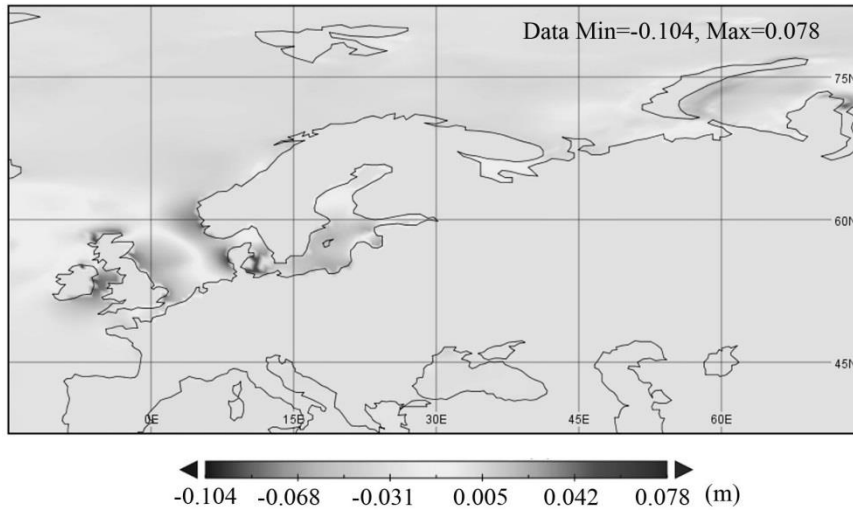 Data Min=-0.104, Max=0.078
75N
60N
45N
0E 15E 30E 45E 60E
-0.104 -0.068 -0.031 0.005 0.042 0.078 (m)